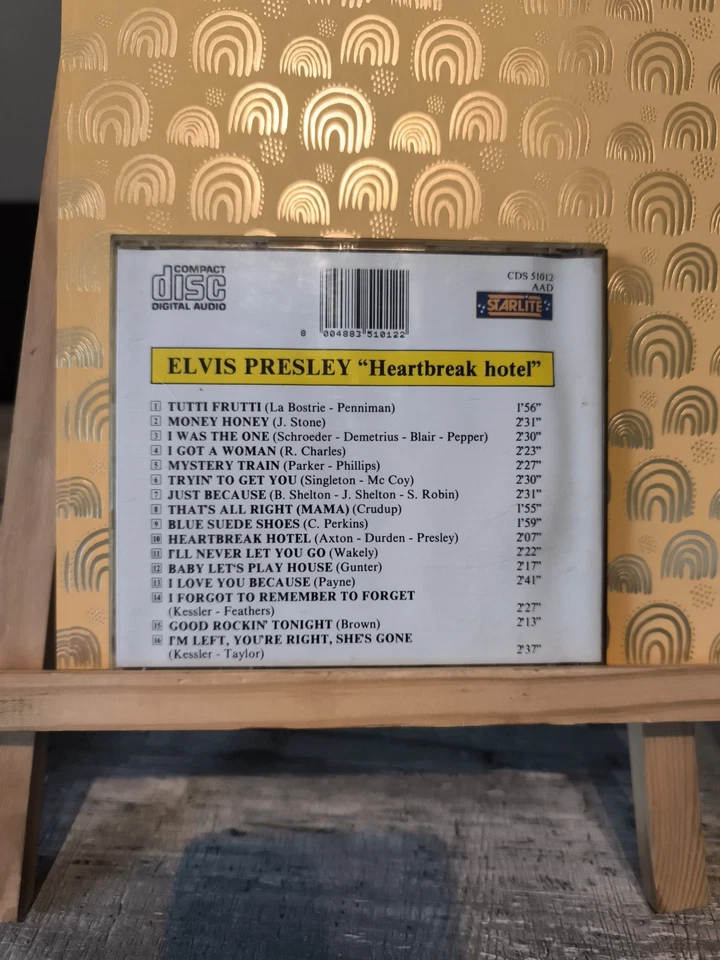 COMPACT
disc
DIGITAL AUDIO
8 004883 510122
CDS 51012
AAD
STARLITE
ELVIS PRESLEY “Heartbreak hotel”
1 TUTTI FRUTTI (La Bostrie - Penniman) 1'56”
2 MONEY HONEY (J. Stone) 2'31”
3 I WAS THE ONE (Schroeder - Demetrius - Blair - Pepper) 2'30”
4 I GOT A WOMAN (R. Charles) 2'23”
5 MYSTERY TRAIN (Parker - Phillips) 2'27”
6 TRYIN' TO GET YOU (Singleton - Mc Coy) 2'30”
7 JUST BECAUSE (B. Shelton - J. Shelton - S. Robin) 2'31”
8 THAT'S ALL RIGHT (MAMA) (Crudup) 1'55”
9 BLUE SUEDE SHOES (C. Perkins) 1'59”
10 HEARTBREAK HOTEL (Axton - Durden - Presley) 2'07”
11 I'LL NEVER LET YOU GO (Wakely) 2'22”
12 BABY LET'S PLAY HOUSE (Gunter) 2'17”
13 I LOVE YOU BECAUSE (Payne) 2'41”
14 I FORGOT TO REMEMBER TO FORGET
(Kessler - Feathers) 2'27”
15 GOOD ROCKIN' TONIGHT (Brown) 2'13”
16 I'M LEFT, YOU'RE RIGHT, SHE'S GONE
(Kessler - Taylor) 2'37”